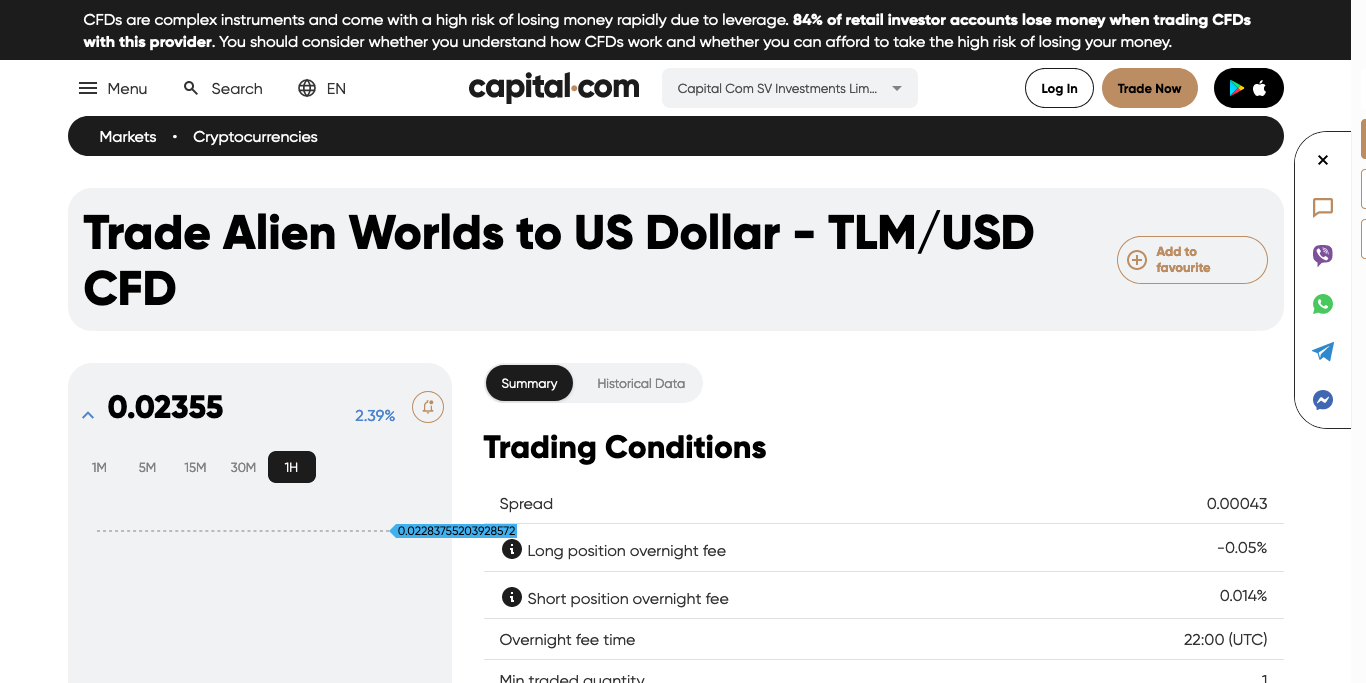 CFDs are complex instruments and come with a high risk of losing money rapidly due to leverage. 84% of retail investor accounts lose money when trading CFDs
with this provider. You should consider whether you understand how CFDs work and whether you can afford to take the high risk of losing your money.
Menu Search EN capital.com Capital Com SV Investments Lim... Log In Trade Now
Markets • Cryptocurrencies
Trade Alien Worlds to US Dollar - TLM/USD
CFD
Add to
favourite
0.02355 2.39%
1M 5M 15M 30M 1H
0.02283755203928572
Summary Historical Data
Trading Conditions
Spread 0.00043
Long position overnight fee -0.05%
Short position overnight fee 0.014%
Overnight fee time 22:00 (UTC)
Min traded quantity 1